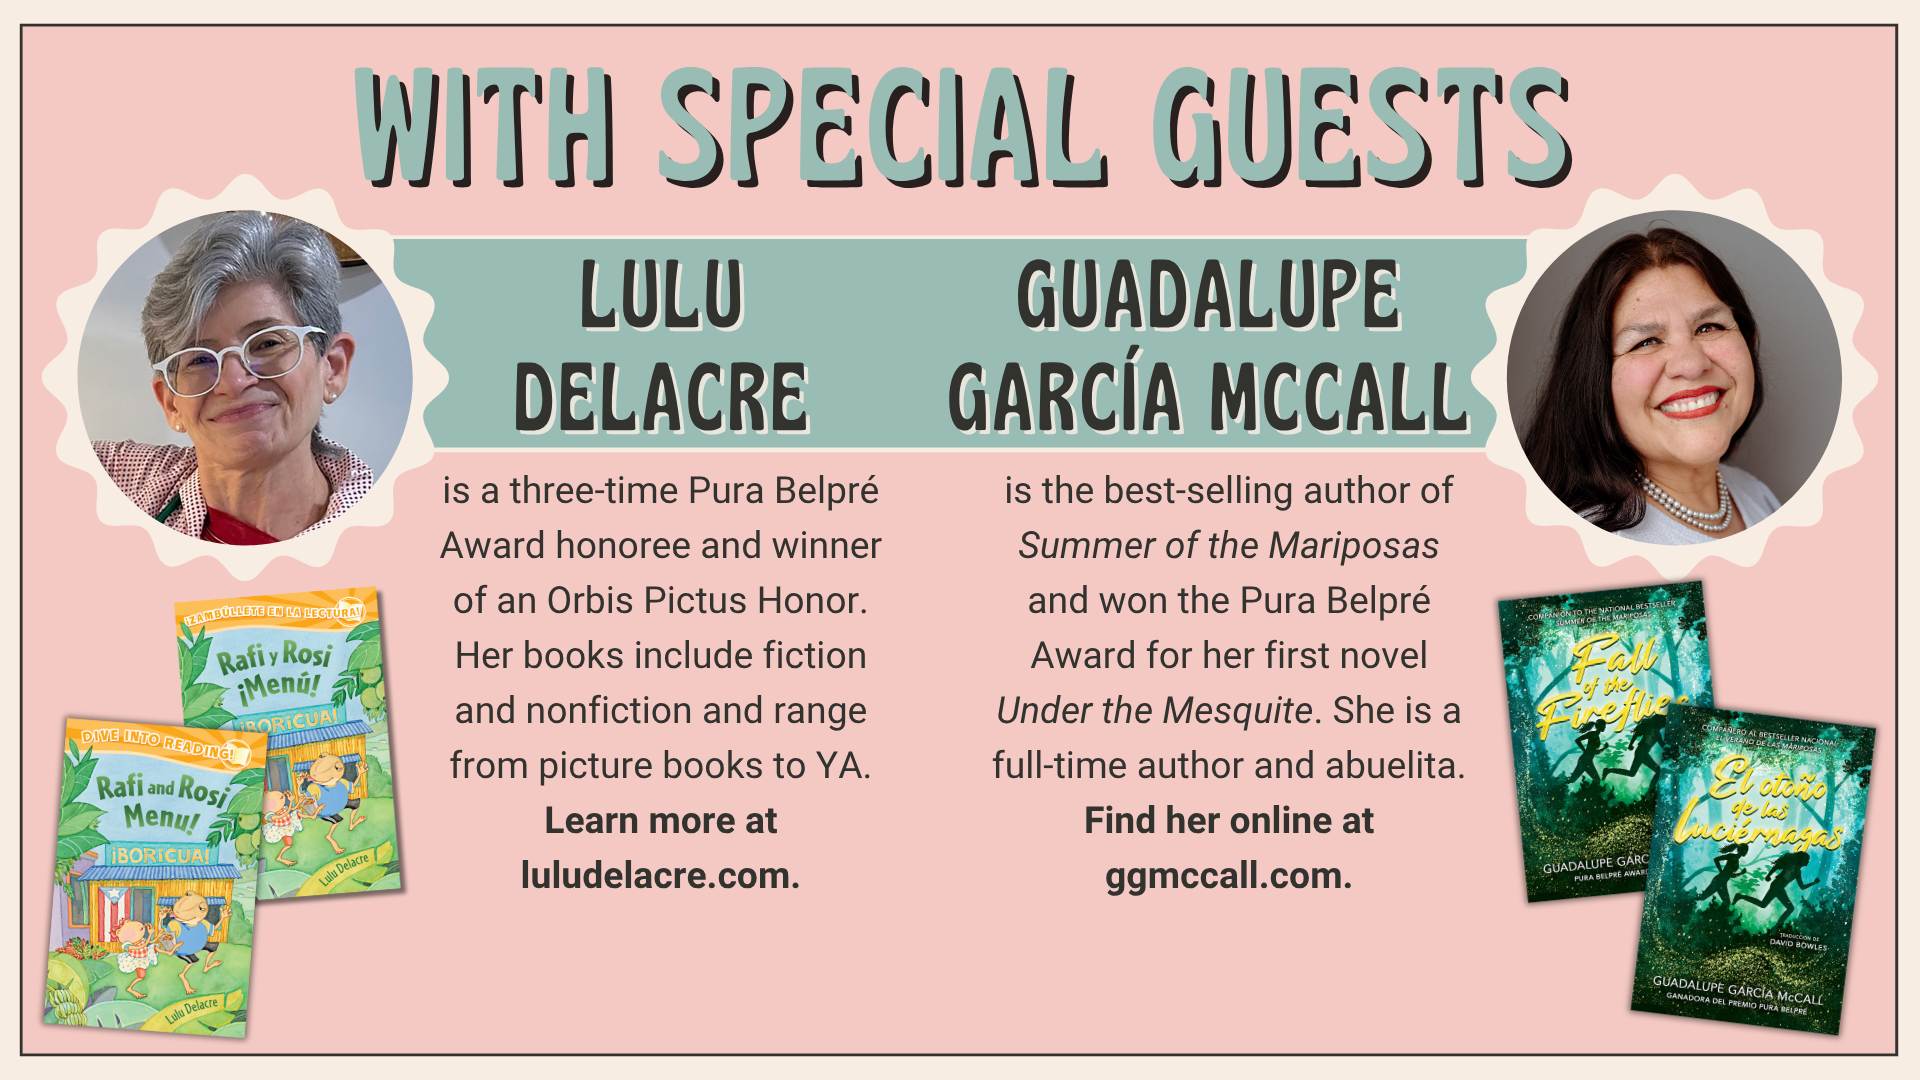 WITH SPECIAL GUESTS
LULU
DELACRE
is a three-time Pura Belpré
Award honoree and winner
of an Orbis Pictus Honor.
Her books include fiction
and nonfiction and range
from picture books to YA.
Learn more at
luludelacre.com.
GUADALUPE
GARCÍA MCCALL
is the best-selling author of
Summer of the Mariposas
and won the Pura Belpré
Award for her first novel
Under the Mesquite. She is a
full-time author and abuelita.
Find her online at
ggmccall.com.
¡ZAMBÚLLETE EN LA LECTURA!
Rafi y Rosi
¡Menú!
¡BORICUA!
Lulu Delacre
DIVE INTO READING!
Rafi and Rosi
Menu!
¡BORICUA!
Lulu Delacre
COMPANION TO THE NATIONAL BESTSELLER
SUMMER OF THE MARIPOSAS
Fall
of the
Fireflies
GUADALUPE GARC
PURA BELPRÉ AWAR
COMPAÑERO AL BESTSELLER NACIONAL
EL VERANO DE LAS MARIPOSAS
El otoño
de las
luciérnagas
TRADUCCIÓN DE
DAVID BOWLES
GUADALUPE GARCÍA McCALL
GANADORA DEL PREMIO PURA BELPRÉ